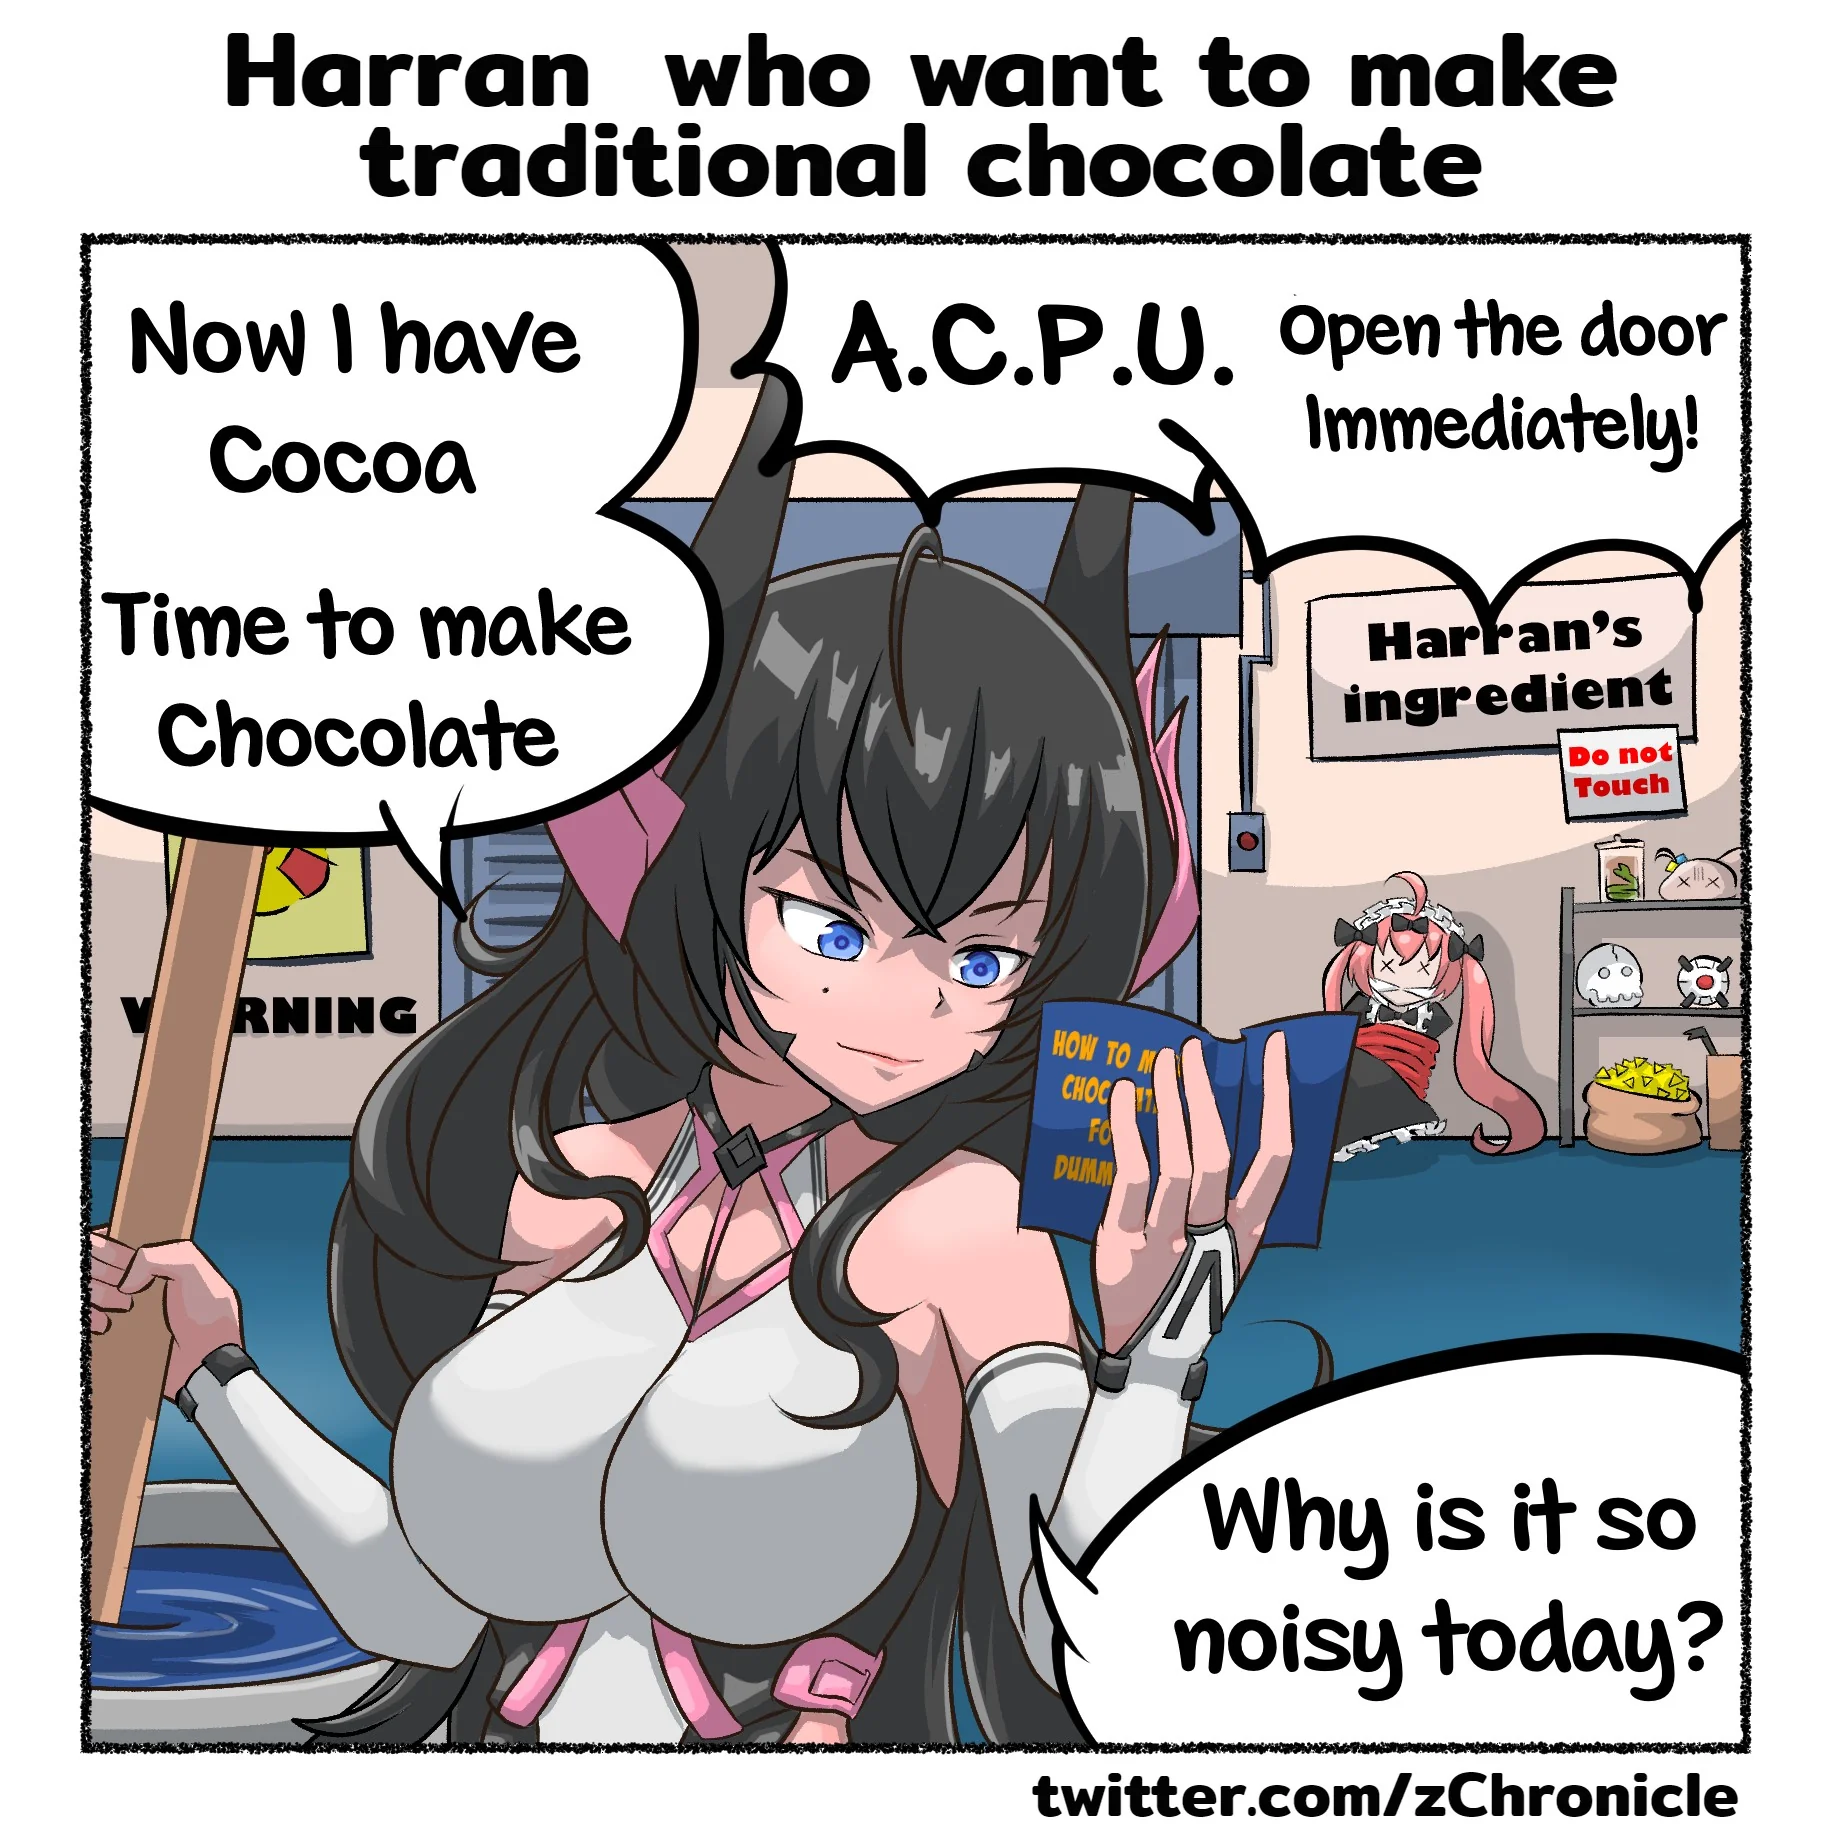 Harran who want to make
traditional chocolate
Now I have
Cocoa
Time to make
Chocolate
A.C.P.U.
Open the door
Immediately!
Harran's
ingredient
Do not
Touch
HOW TO
FOR
Why is it so
noisy today?
twitter.com/zChronicle